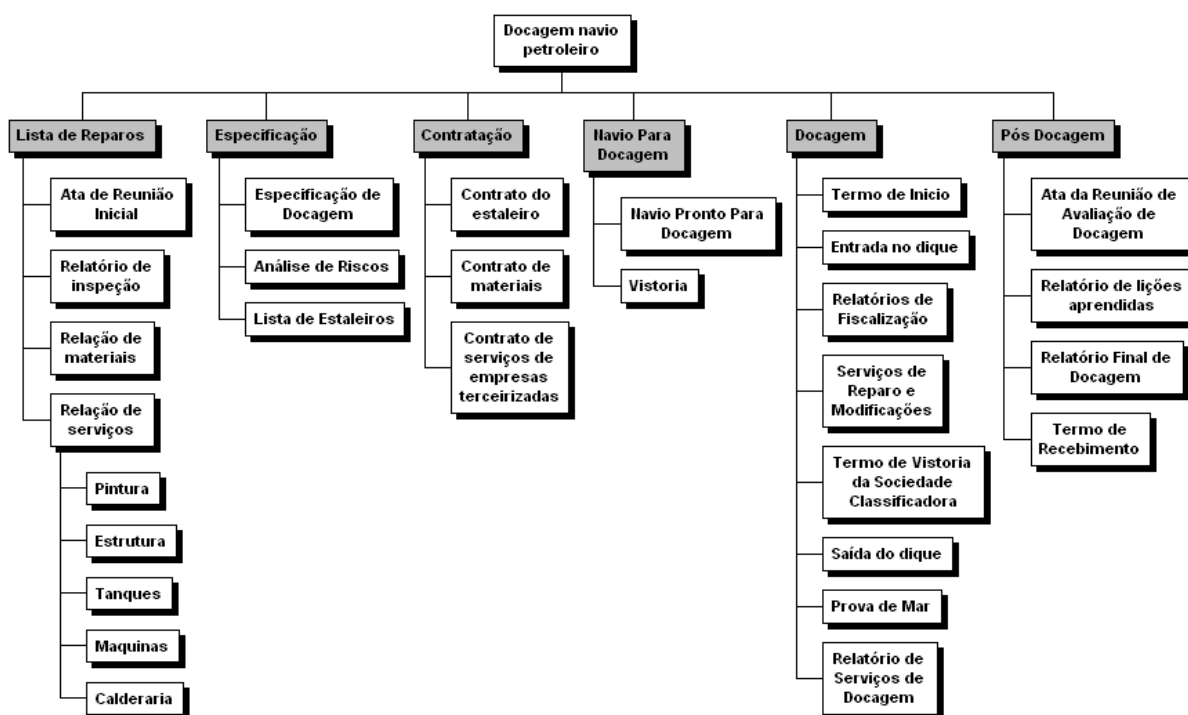 Docagem navio
petroleiro
Lista de Reparos
Ata de Reunião
Inicial
Relatório de
inspeção
Relação de
materiais
Relação de
serviços
Pintura
Estrutura
Tanques
Maquinas
Calderaria
Especificação
Especificação de
Docagem
Análise de Riscos
Lista de Estaleiros
Contratação
Contrato do
estaleiro
Contrato de
materiais
Contrato de
serviços de
empresas
terceirizadas
Navio Para
Docagem
Navio Pronto Para
Docagem
Vistoria
Docagem
Termo de Inicio
Entrada no dique
Relatórios de
Fiscalização
Serviços de
Reparo e
Modificações
Termo de Vistoria
da Sociedade
Classificadora
Saída do dique
Prova de Mar
Relatório de
Serviços de
Docagem
Pós Docagem
Ata da Reunião de
Avaliação de
Docagem
Relatório de lições
aprendidas
Relatório Final de
Docagem
Termo de
Recebimento